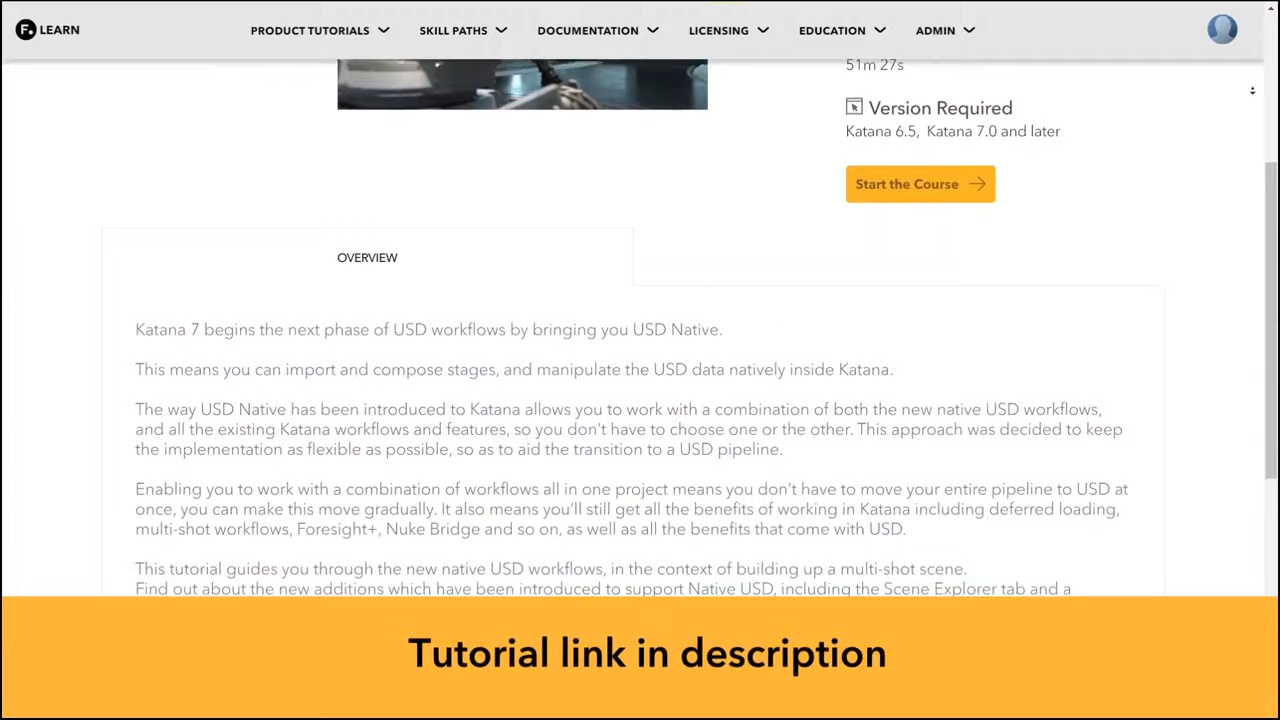 F. LEARN
PRODUCT TUTORIALS SKILL PATHS DOCUMENTATION LICENSING EDUCATION ADMIN
51m 27s
Version Required
Katana 6.5, Katana 7.0 and later
Start the Course
OVERVIEW
Katana 7 begins the next phase of USD workflows by bringing you USD Native.
This means you can import and compose stages, and manipulate the USD data natively inside Katana.
The way USD Native has been introduced to Katana allows you to work with a combination of both the new native USD workflows,
and all the existing Katana workflows and features, so you don’t have to choose one or the other. This approach was decided to keep
the implementation as flexible as possible, so as to aid the transition to a USD pipeline.
Enabling you to work with a combination of workflows all in one project means you don’t have to move your entire pipeline to USD at
once, you can make this move gradually. It also means you’ll still get all the benefits of working in Katana including deferred loading,
multi-shot workflows, Foresight+, Nuke Bridge and so on, as well as all the benefits that come with USD.
This tutorial guides you through the new native USD workflows, in the context of building up a multi-shot scene.
Find out about the new additions which have been introduced to support Native USD, including the Scene Explorer tab and a
Tutorial link in description